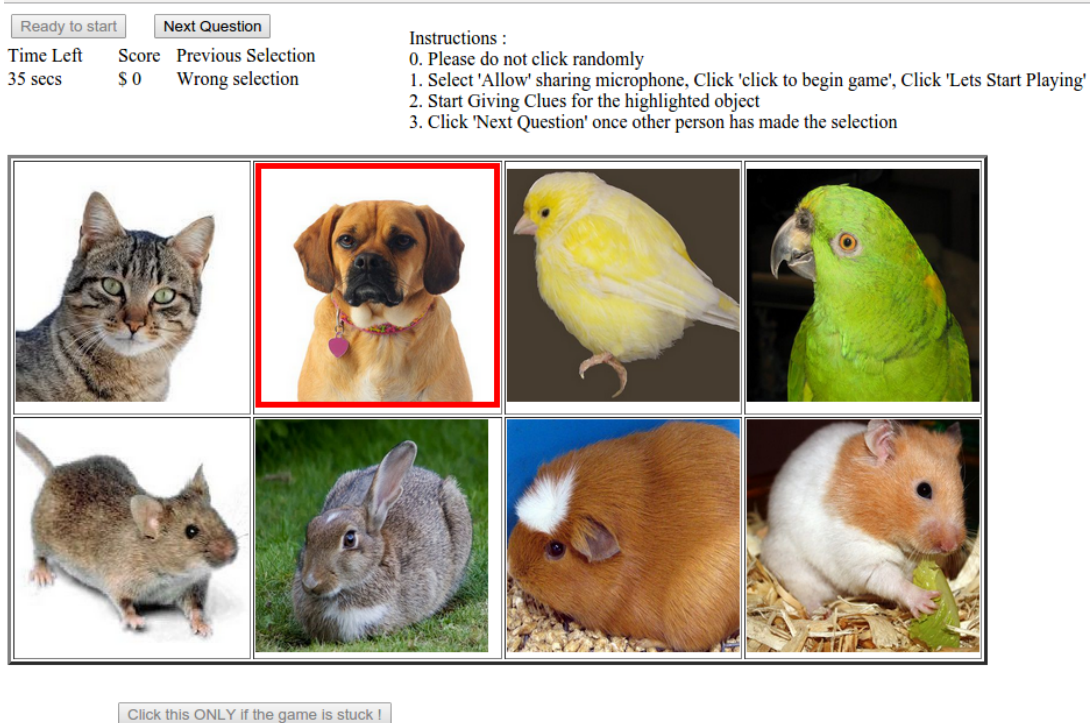 Ready to start Next Question
Time Left Score Previous Selection
35 secs $ 0 Wrong selection
Instructions :
0. Please do not click randomly
1. Select 'Allow' sharing microphone, Click 'click to begin game', Click 'Lets Start Playing'
2. Start Giving Clues for the highlighted object
3. Click 'Next Question' once other person has made the selection
Click this ONLY if the game is stuck !